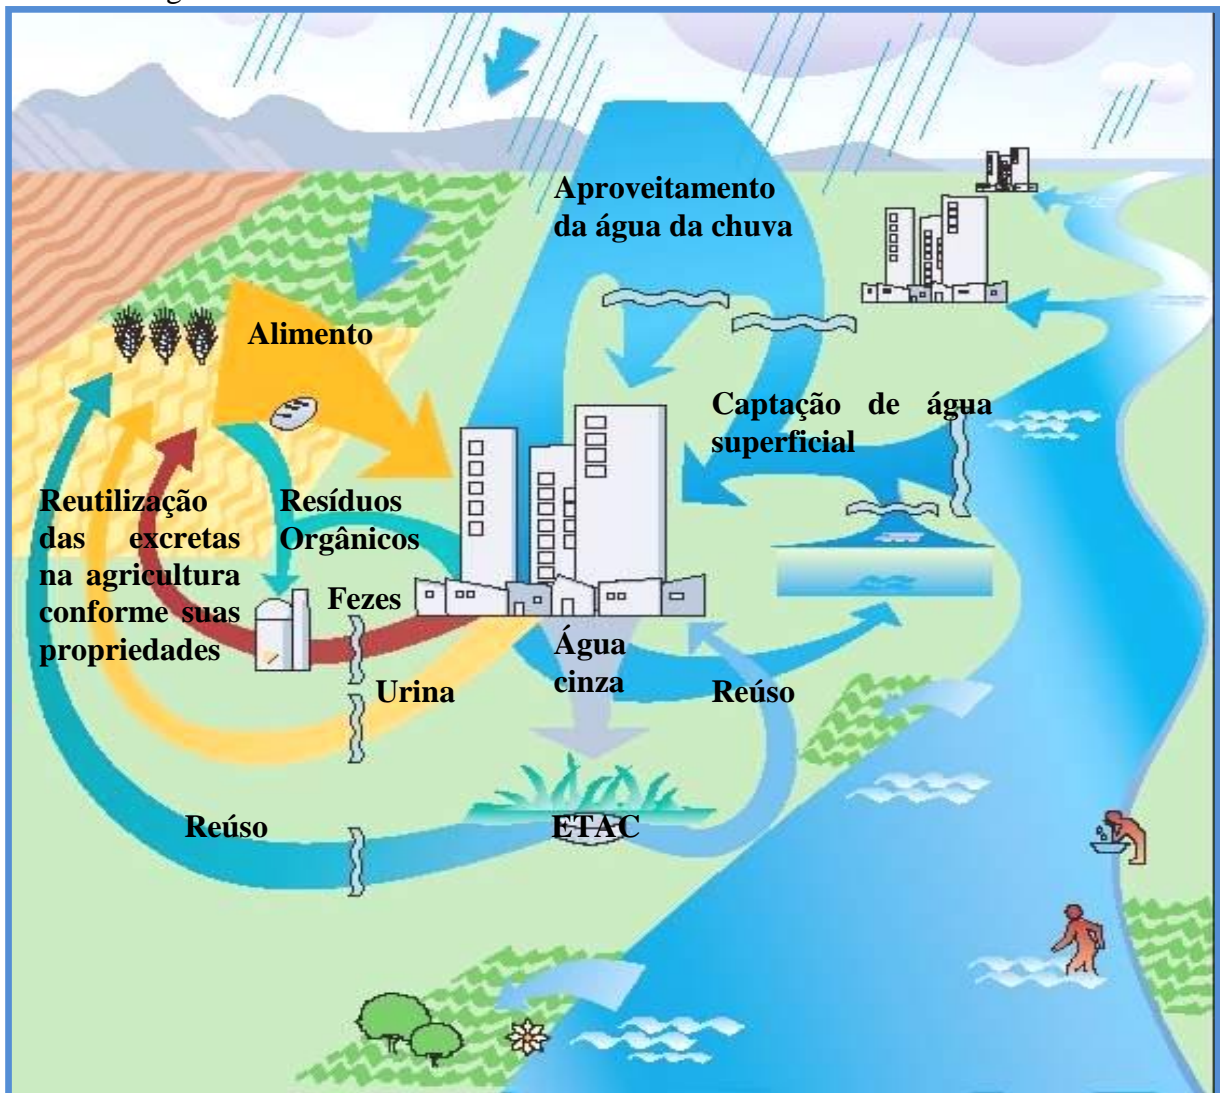 Aproveitamento
da água da chuva
Alimento
Captação de água
superficial
Reutilização
das excretas
na agricultura
conforme suas
propriedades
Resíduos
Orgânicos
Fezes
Água
cinza
Urina
Reúso
Reúso
ETAC